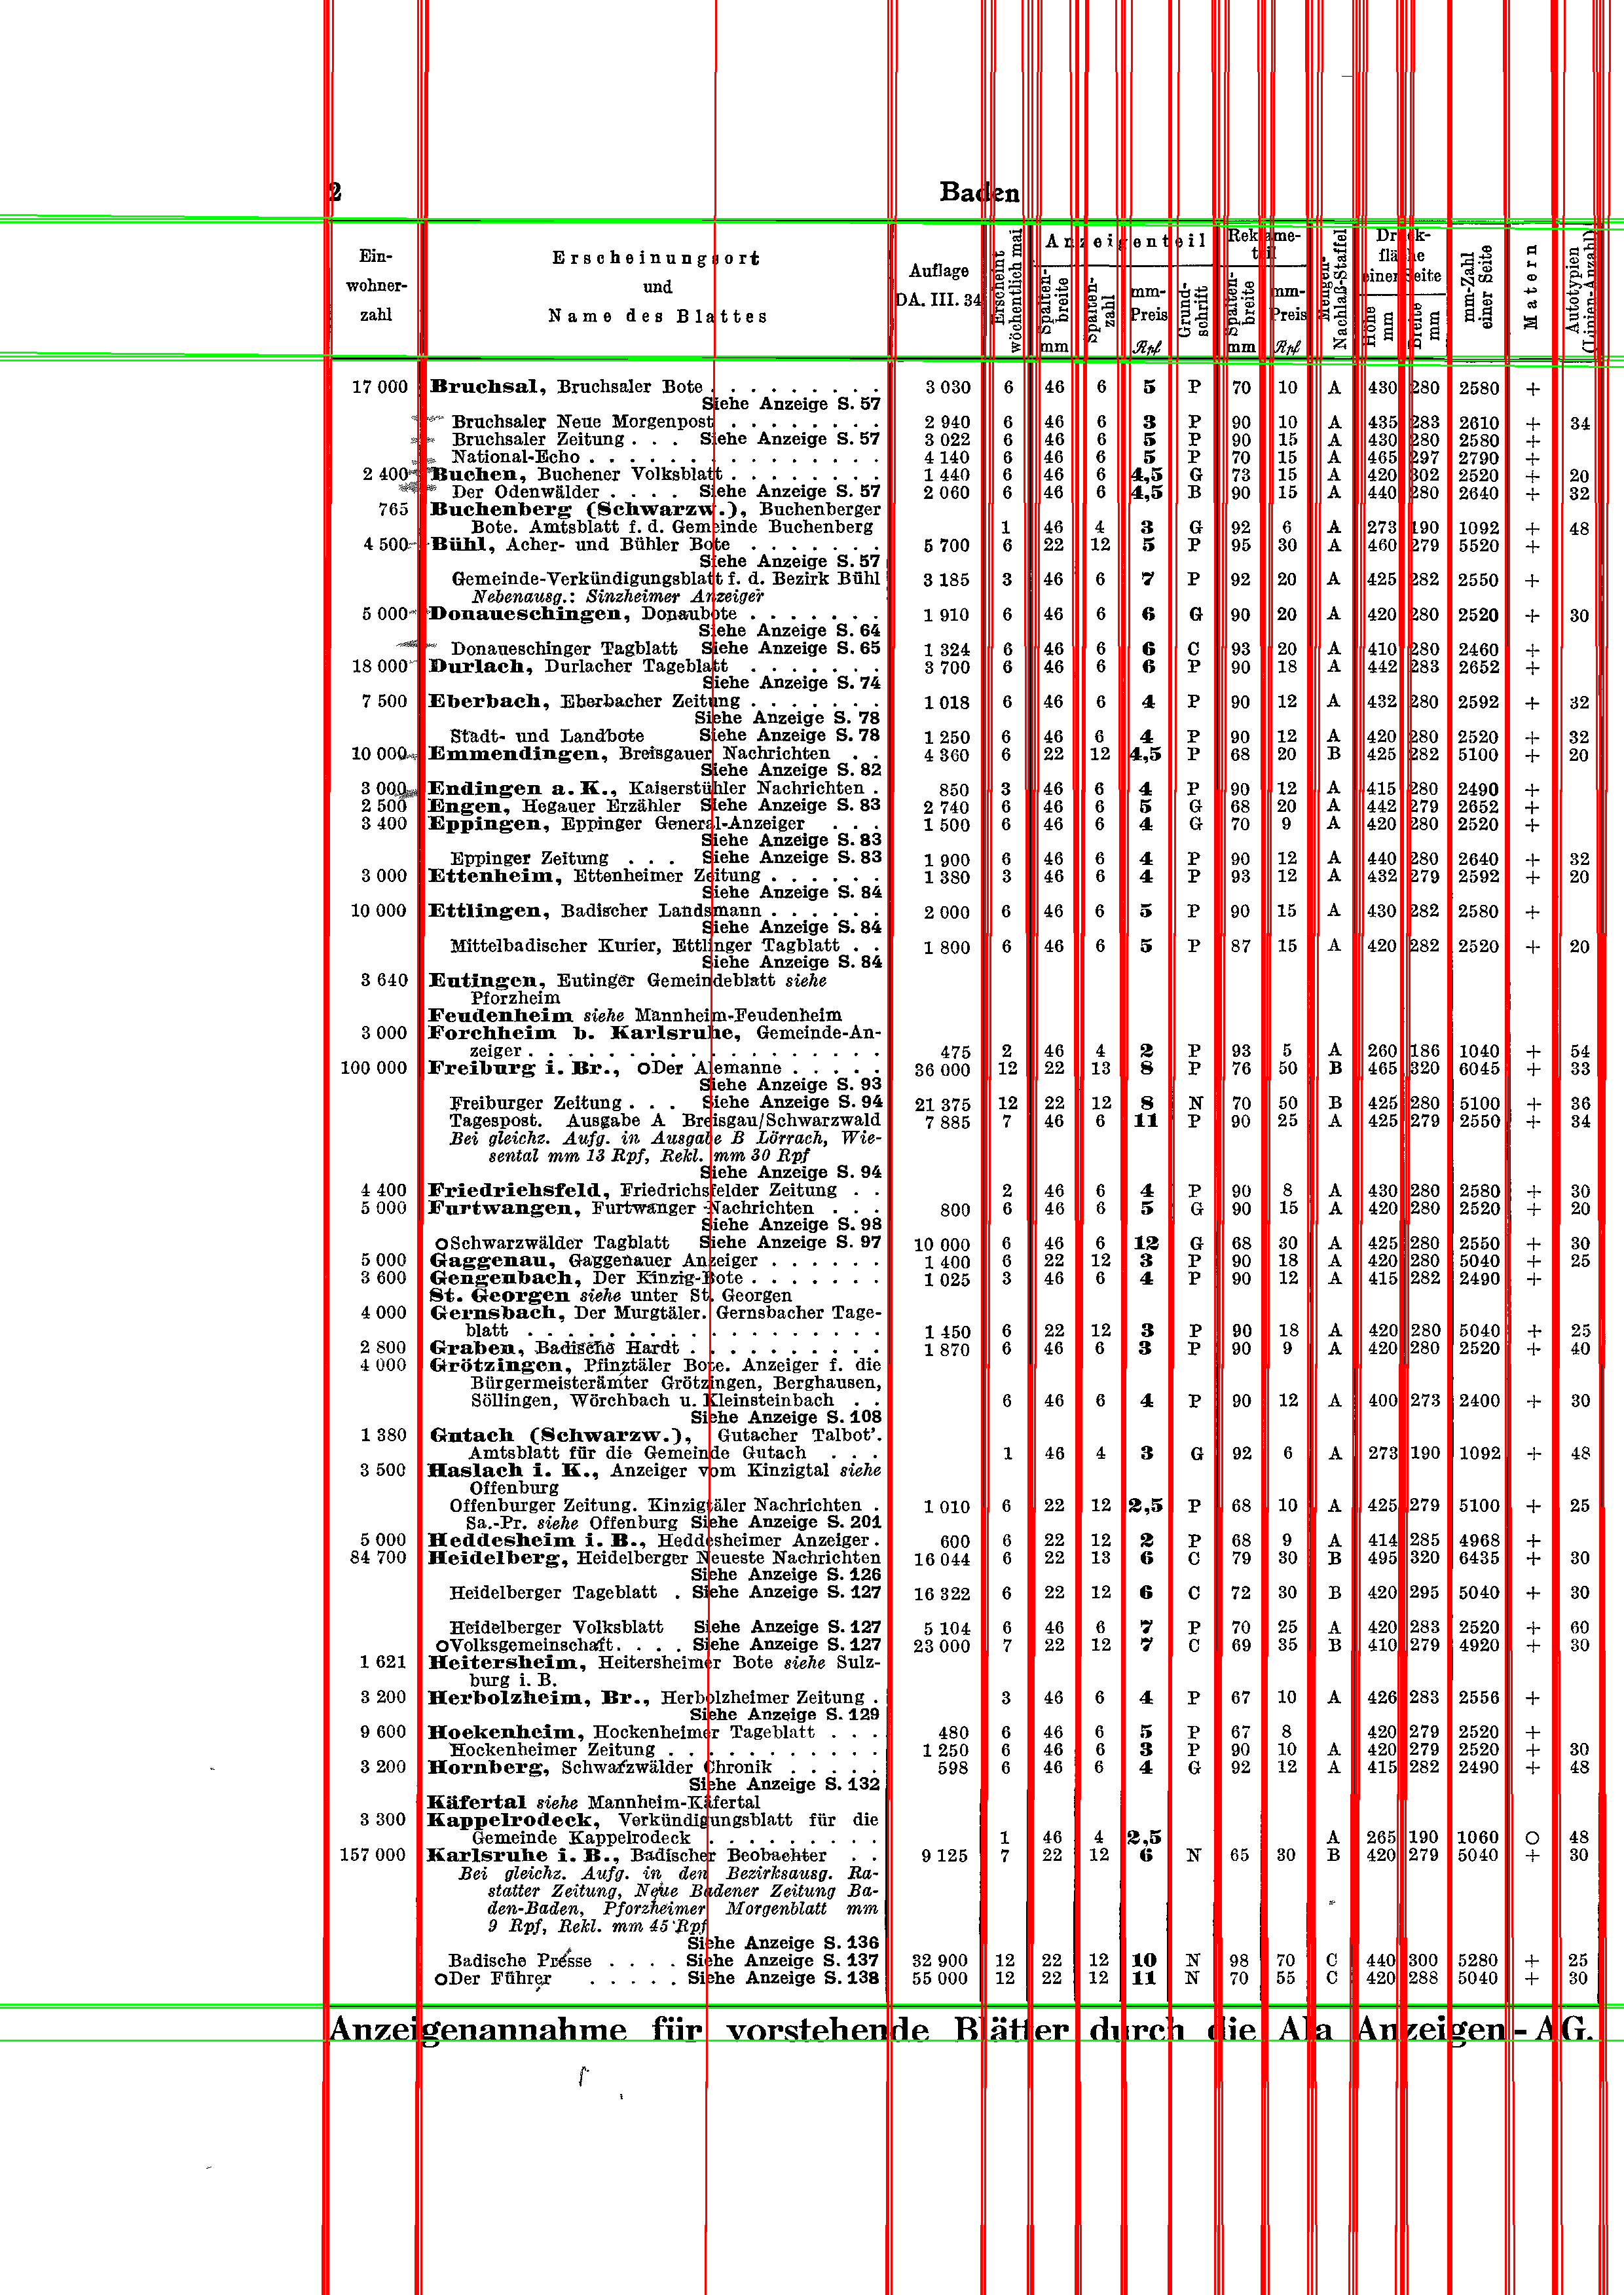 2
Baden
Ein-
wohner-
zahl
Erscheinungsort
und
Name des Blattes
Auflage
DA. III. 34
Erscheint
wöchentlich mal
Anzeigenteil
Spalten-
breite
mm
Spalten-
zahl
mm-
Preis
Rpf
Grund-
schrift
Reklame-
teil
Spalten-
breite
mm
mm-
Preis
Rpf
Mengen-
Nachlaß-Staffel
Druck-
fläche
einer Seite
Höhe
mm
Breite
mm
mm-Zahl
einer Seite
Matern
Autotypien
(Linien-Anzahl)
17 000 Bruchsal, Bruchsaler Bote . . . . . . . . . 3 030 6 46 6 5 P 70 10 A 430 280 2580 +
Siehe Anzeige S. 57
Bruchsaler Neue Morgenpost . . . . . . . . 2 940 6 46 6 3 P 90 10 A 435 283 2610 + 34
Bruchsaler Zeitung . . . Siehe Anzeige S. 57 3 022 6 46 6 5 P 90 15 A 430 280 2580 +
National-Echo . . . . . . . . . . . . . . . 4 140 6 46 6 5 P 70 15 A 465 297 2790 +
2 400 Buchen, Buchener Volksblatt . . . . . . . . 1 440 6 46 6 4,5 G 73 15 A 420 302 2520 + 20
Der Odenwälder . . . . Siehe Anzeige S. 57 2 060 6 46 6 4,5 B 90 15 A 440 280 2640 + 32
765 Buchenberg (Schwarzw.), Buchenberger
Bote. Amtsblatt f. d. Gemeinde Buchenberg 1 46 4 3 G 92 6 A 273 190 1092 + 48
4 500 Bühl, Acher- und Bühler Bote . . . . . . . 5 700 6 22 12 5 P 95 30 A 460 279 5520 +
Siehe Anzeige S. 57
Gemeinde-Verkündigungsblatt f. d. Bezirk Bühl 3 185 3 46 6 7 P 92 20 A 425 282 2550 +
Nebenausg.: Sinzheimer Anzeiger
5 000 Donaueschingen, Donaubote . . . . . . . 1 910 6 46 6 6 G 90 20 A 420 280 2520 + 30
Siehe Anzeige S. 64
Donaueschinger Tagblatt Siehe Anzeige S. 65 1 324 6 46 6 6 C 93 20 A 410 280 2460 +
18 000 Durlach, Durlacher Tageblatt . . . . . . . 3 700 6 46 6 6 P 90 18 A 442 283 2652 +
Siehe Anzeige S. 74
7 500 Eberbach, Eberbacher Zeitung . . . . . . . 1 018 6 46 6 4 P 90 12 A 432 280 2592 + 32
Siehe Anzeige S. 78
Stadt- und Landbote Siehe Anzeige S. 78 1 250 6 46 6 4 P 90 12 A 420 280 2520 + 32
10 000 Emmendingen, Breisgauer Nachrichten . . 4 360 6 22 12 4,5 P 68 20 B 425 282 5100 + 20
Siehe Anzeige S. 82
3 000 Endingen a. K., Kaiserstühler Nachrichten . 850 3 46 6 4 P 90 12 A 415 280 2490 +
2 500 Engen, Hegauer Erzähler Siehe Anzeige S. 83 2 740 6 46 6 5 G 68 20 A 442 279 2652 +
3 400 Eppingen, Eppinger General-Anzeiger . . . 1 500 6 46 6 4 G 70 9 A 420 280 2520 +
Siehe Anzeige S. 83
Eppinger Zeitung . . . Siehe Anzeige S. 83 1 900 6 46 6 4 P 90 12 A 440 280 2640 + 32
3 000 Ettenheim, Ettenheimer Zeitung . . . . . . 1 380 3 46 6 4 P 93 12 A 432 279 2592 + 20
Siehe Anzeige S. 84
10 000 Ettlingen, Badischer Landsmann . . . . . . 2 000 6 46 6 5 P 90 15 A 430 282 2580 +
Siehe Anzeige S. 84
Mittelbadischer Kurier, Ettlinger Tagblatt . . 1 800 6 46 6 5 P 87 15 A 420 282 2520 + 20
Siehe Anzeige S. 84
3 640 Eutingen, Eutinger Gemeindeblatt siehe
Pforzheim
Feudenheim siehe Mannheim-Feudenheim
3 000 Forchheim b. Karlsruhe, Gemeinde-An-
zeiger . . . . . . . . . . . . . . . . . . 475 2 46 4 2 P 93 5 A 260 186 1040 + 54
100 000 Freiburg i. Br., ODer Alemanne . . . . . 36 000 12 22 13 8 P 76 50 B 465 320 6045 + 33
Siehe Anzeige S. 93
Freiburger Zeitung . . . Siehe Anzeige S. 94 21 375 12 22 12 8 N 70 50 B 425 280 5100 + 36
Tagespost. Ausgabe A Breisgau/Schwarzwald 7 885 7 46 6 11 P 90 25 A 425 279 2550 + 34
Bei gleichz. Aufg. in Ausgabe B Lörrach, Wie-
sental mm 13 Rpf, Rekl. mm 30 Rpf
Siehe Anzeige S. 94
4 400 Friedrichsfeld, Friedrichsfelder Zeitung . . 2 46 6 4 P 90 8 A 430 280 2580 + 30
5 000 Furtwangen, Furtwanger Nachrichten . . . 800 6 46 6 5 G 90 15 A 420 280 2520 + 20
Siehe Anzeige S. 98
OSchwarzwälder Tagblatt Siehe Anzeige S. 97 10 000 6 46 6 12 G 68 30 A 425 280 2550 + 30
5 000 Gaggenau, Gaggenauer Anzeiger . . . . . . 1 400 6 22 12 3 P 90 18 A 420 280 5040 + 25
3 600 Gengenbach, Der Kinzig-Bote . . . . . . . 1 025 3 46 6 4 P 90 12 A 415 282 2490 +
St. Georgen siehe unter St. Georgen
4 000 Gernsbach, Der Murgtäler. Gernsbacher Tage-
blatt . . . . . . . . . . . . . . . . . . 1 450 6 22 12 3 P 90 18 A 420 280 5040 + 25
2 800 Graben, Badische Hardt . . . . . . . . . . 1 870 6 46 6 3 P 90 9 A 420 280 2520 + 40
4 000 Grötzingen, Pfinztäler Bote. Anzeiger f. die
Bürgermeisterämter Grötzingen, Berghausen,
Söllingen, Wörchbach u. Kleinsteinbach . . 6 46 6 4 P 90 12 A 400 273 2400 + 30
Siehe Anzeige S. 108
1 380 Gutach (Schwarzw.), Gutacher Talbot'.
Amtsblatt für die Gemeinde Gutach . . . 1 46 4 3 G 92 6 A 273 190 1092 + 48
3 500 Haslach i. K., Anzeiger vom Kinzigtal siehe
Offenburg
Offenburger Zeitung. Kinzigtäler Nachrichten . 1 010 6 22 12 2,5 P 68 10 A 425 279 5100 + 25
Sa.-Pr. siehe Offenburg Siehe Anzeige S. 201
5 000 Heddesheim i. B., Heddesheimer Anzeiger . 600 6 22 12 2 P 68 9 A 414 285 4968 +
84 700 Heidelberg, Heidelberger Neueste Nachrichten 16 044 6 22 13 6 C 79 30 B 495 320 6435 + 30
Siehe Anzeige S. 126
Heidelberger Tageblatt . Siehe Anzeige S. 127 16 322 6 22 12 6 C 72 30 B 420 295 5040 + 30
Heidelberger Volksblatt Siehe Anzeige S. 127 5 104 6 46 6 7 P 70 25 A 420 283 2520 + 60
OVolksgemeinschaft . . . . Siehe Anzeige S. 127 23 000 7 22 12 7 C 69 35 B 410 279 4920 + 30
1 621 Heitersheim, Heitersheimer Bote siehe Sulz-
burg i. B.
3 200 Herbolzheim, Br., Herbolzheimer Zeitung . 3 46 6 4 P 67 10 A 426 283 2556 +
Siehe Anzeige S. 129
9 600 Hockenheim, Hockenheimer Tageblatt . . . 480 6 46 6 5 P 67 8 420 279 2520 +
Hockenheimer Zeitung . . . . . . . . . . . 1 250 6 46 6 3 P 90 10 A 420 279 2520 + 30
3 200 Hornberg, Schwarzwälder Chronik . . . . . 598 6 46 6 4 G 92 12 A 415 282 2490 + 48
Siehe Anzeige S. 132
Käfertal siehe Mannheim-Käfertal
3 300 Kappelrodeck, Verkündigungsblatt für die
Gemeinde Kappelrodeck . . . . . . . . . 1 46 4 2,5 A 265 190 1060 O 48
157 000 Karlsruhe i. B., Badischer Beobachter . . 9 125 7 22 12 6 N 65 30 B 420 279 5040 + 30
Bei gleichz. Aufg. in den Bezirksausg. Ra-
statter Zeitung, Neue Badener Zeitung Ba-
den-Baden, Pforzheimer Morgenblatt mm
9 Rpf, Rekl. mm 45 Rpf
Siehe Anzeige S. 136
Badische Presse . . . . Siehe Anzeige S. 137 32 900 12 22 12 10 N 98 70 C 440 300 5280 + 25
ODer Führer . . . . . Siehe Anzeige S. 138 55 000 12 22 12 11 N 70 55 C 420 288 5040 + 30
Anzeigenannahme für vorstehende Blätter durch die Ala Anzeigen-AG.